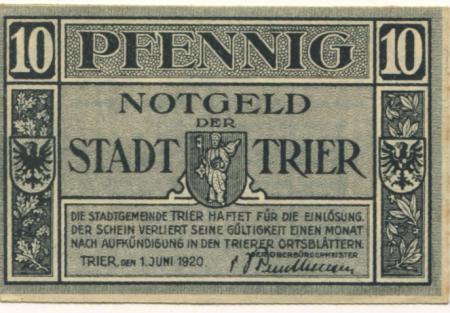 10 PFENNIG 10
NOTGELD
DER
STADT TRIER
DIE STADTGEMEINDE TRIER HAFTET FÜR DIE EINLÖSUNG.
DER SCHEIN VERLIERT SEINE GÜLTIGKEIT EINEN MONAT
NACH AUFKÜNDIGUNG IN DEN TRIERER ORTSBLÄTTERN.
DER OBERBÜRGERMEISTER
TRIER, DEN 1. JUNI 1920.